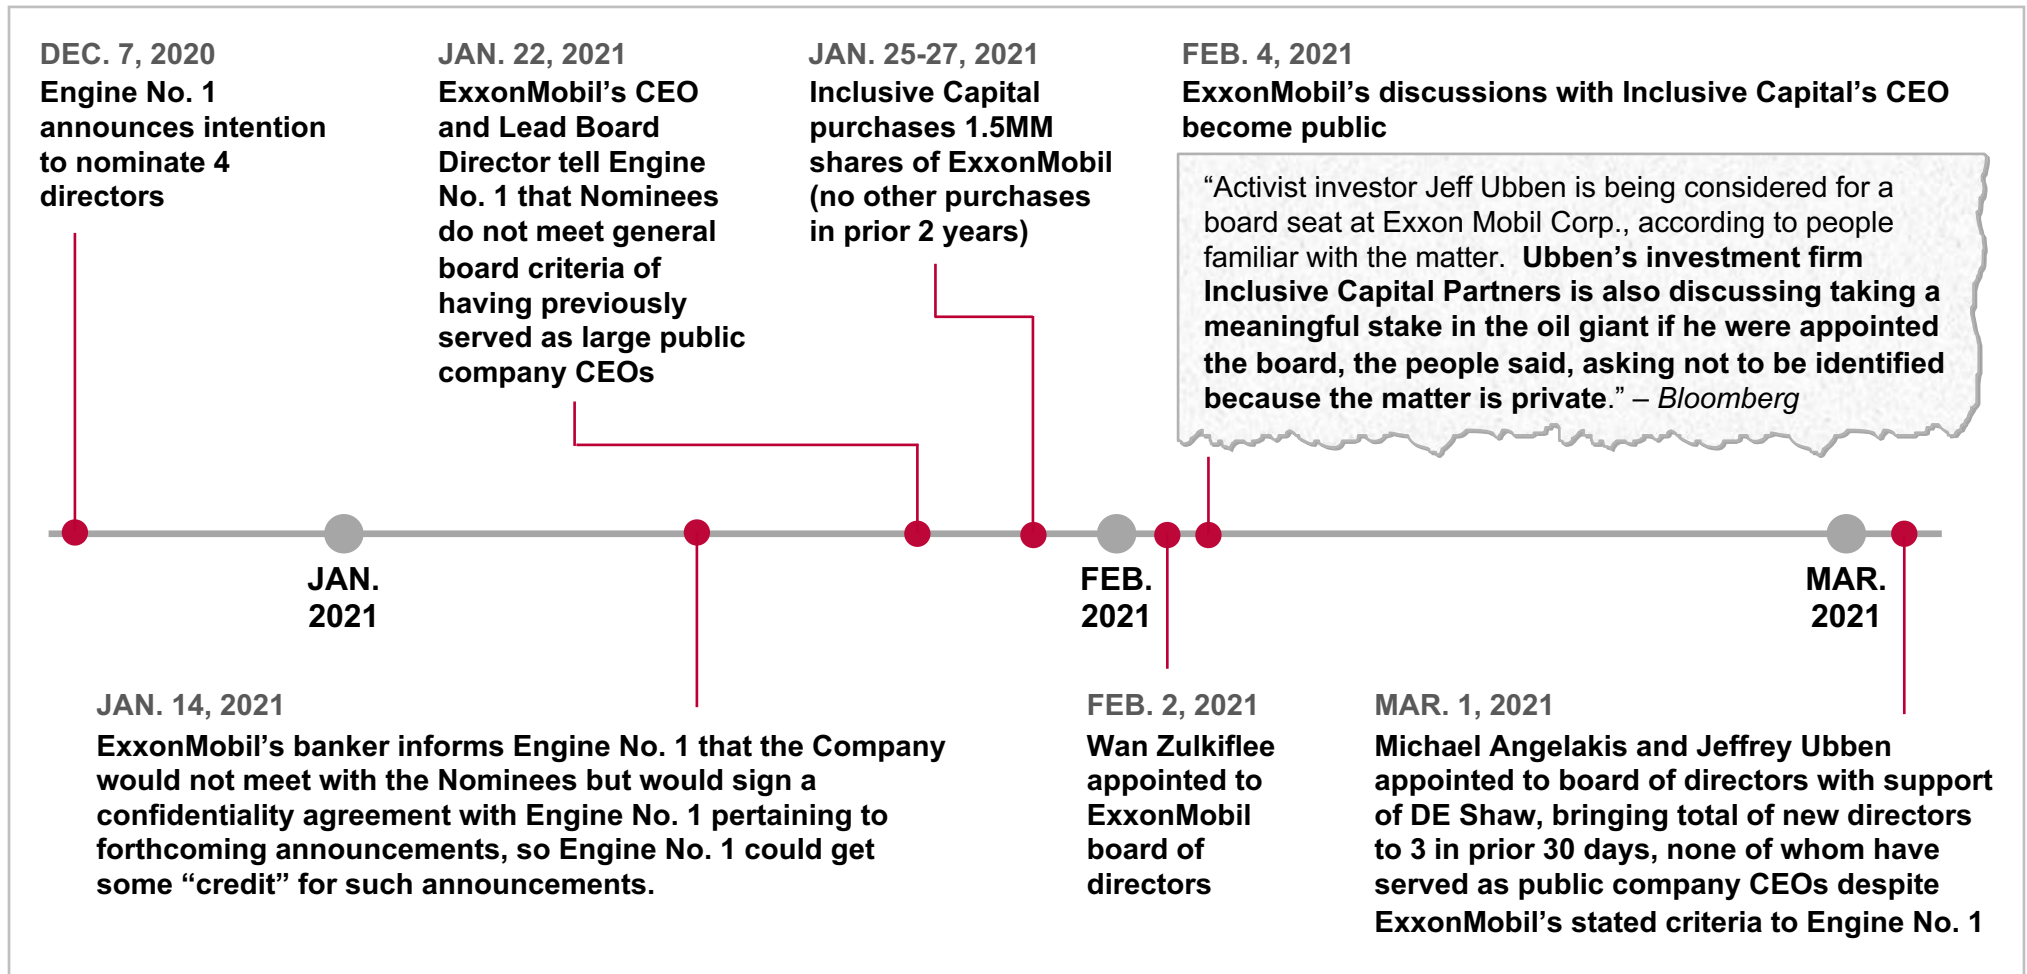 DEC. 7, 2020
Engine No. 1
announces intention
to nominate 4
directors
JAN. 22, 2021
ExxonMobil’s CEO
and Lead Board
Director tell Engine
No. 1 that Nominees
do not meet general
board criteria of
having previously
served as large public
company CEOs
JAN. 25-27, 2021
Inclusive Capital
purchases 1.5MM
shares of ExxonMobil
(no other purchases
in prior 2 years)
FEB. 4, 2021
ExxonMobil’s discussions with Inclusive Capital’s CEO
become public
“Activist investor Jeff Ubben is being considered for a
board seat at Exxon Mobil Corp., according to people
familiar with the matter.  Ubben’s investment firm
Inclusive Capital Partners is also discussing taking a
meaningful stake in the oil giant if he were appointed
the board, the people said, asking not to be identified
because the matter is private.” – Bloomberg
JAN.
2021
FEB.
2021
MAR.
2021
JAN. 14, 2021
ExxonMobil’s banker informs Engine No. 1 that the Company
would not meet with the Nominees but would sign a
confidentiality agreement with Engine No. 1 pertaining to
forthcoming announcements, so Engine No. 1 could get
some “credit” for such announcements.
FEB. 2, 2021
Wan Zulkiflee
appointed to
ExxonMobil
board of
directors
MAR. 1, 2021
Michael Angelakis and Jeffrey Ubben
appointed to board of directors with support
of DE Shaw, bringing total of new directors
to 3 in prior 30 days, none of whom have
served as public company CEOs despite
ExxonMobil’s stated criteria to Engine No. 1